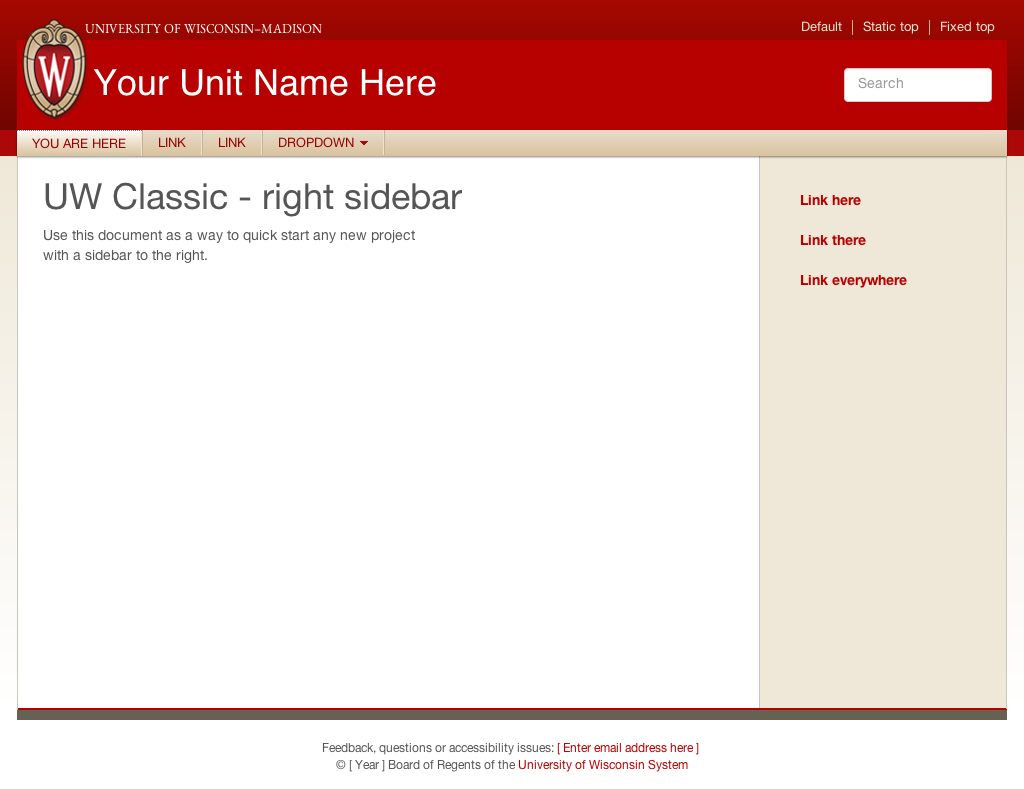 UNIVERSITY OF WISCONSIN–MADISON
Default
Static top
Fixed top
W
Your Unit Name Here
Search
YOU ARE HERE
LINK
LINK
DROPDOWN
UW Classic - right sidebar
Use this document as a way to quick start any new project
with a sidebar to the right.
Link here
Link there
Link everywhere
Feedback, questions or accessibility issues: [ Enter email address here ]
© [ Year ] Board of Regents of the University of Wisconsin System